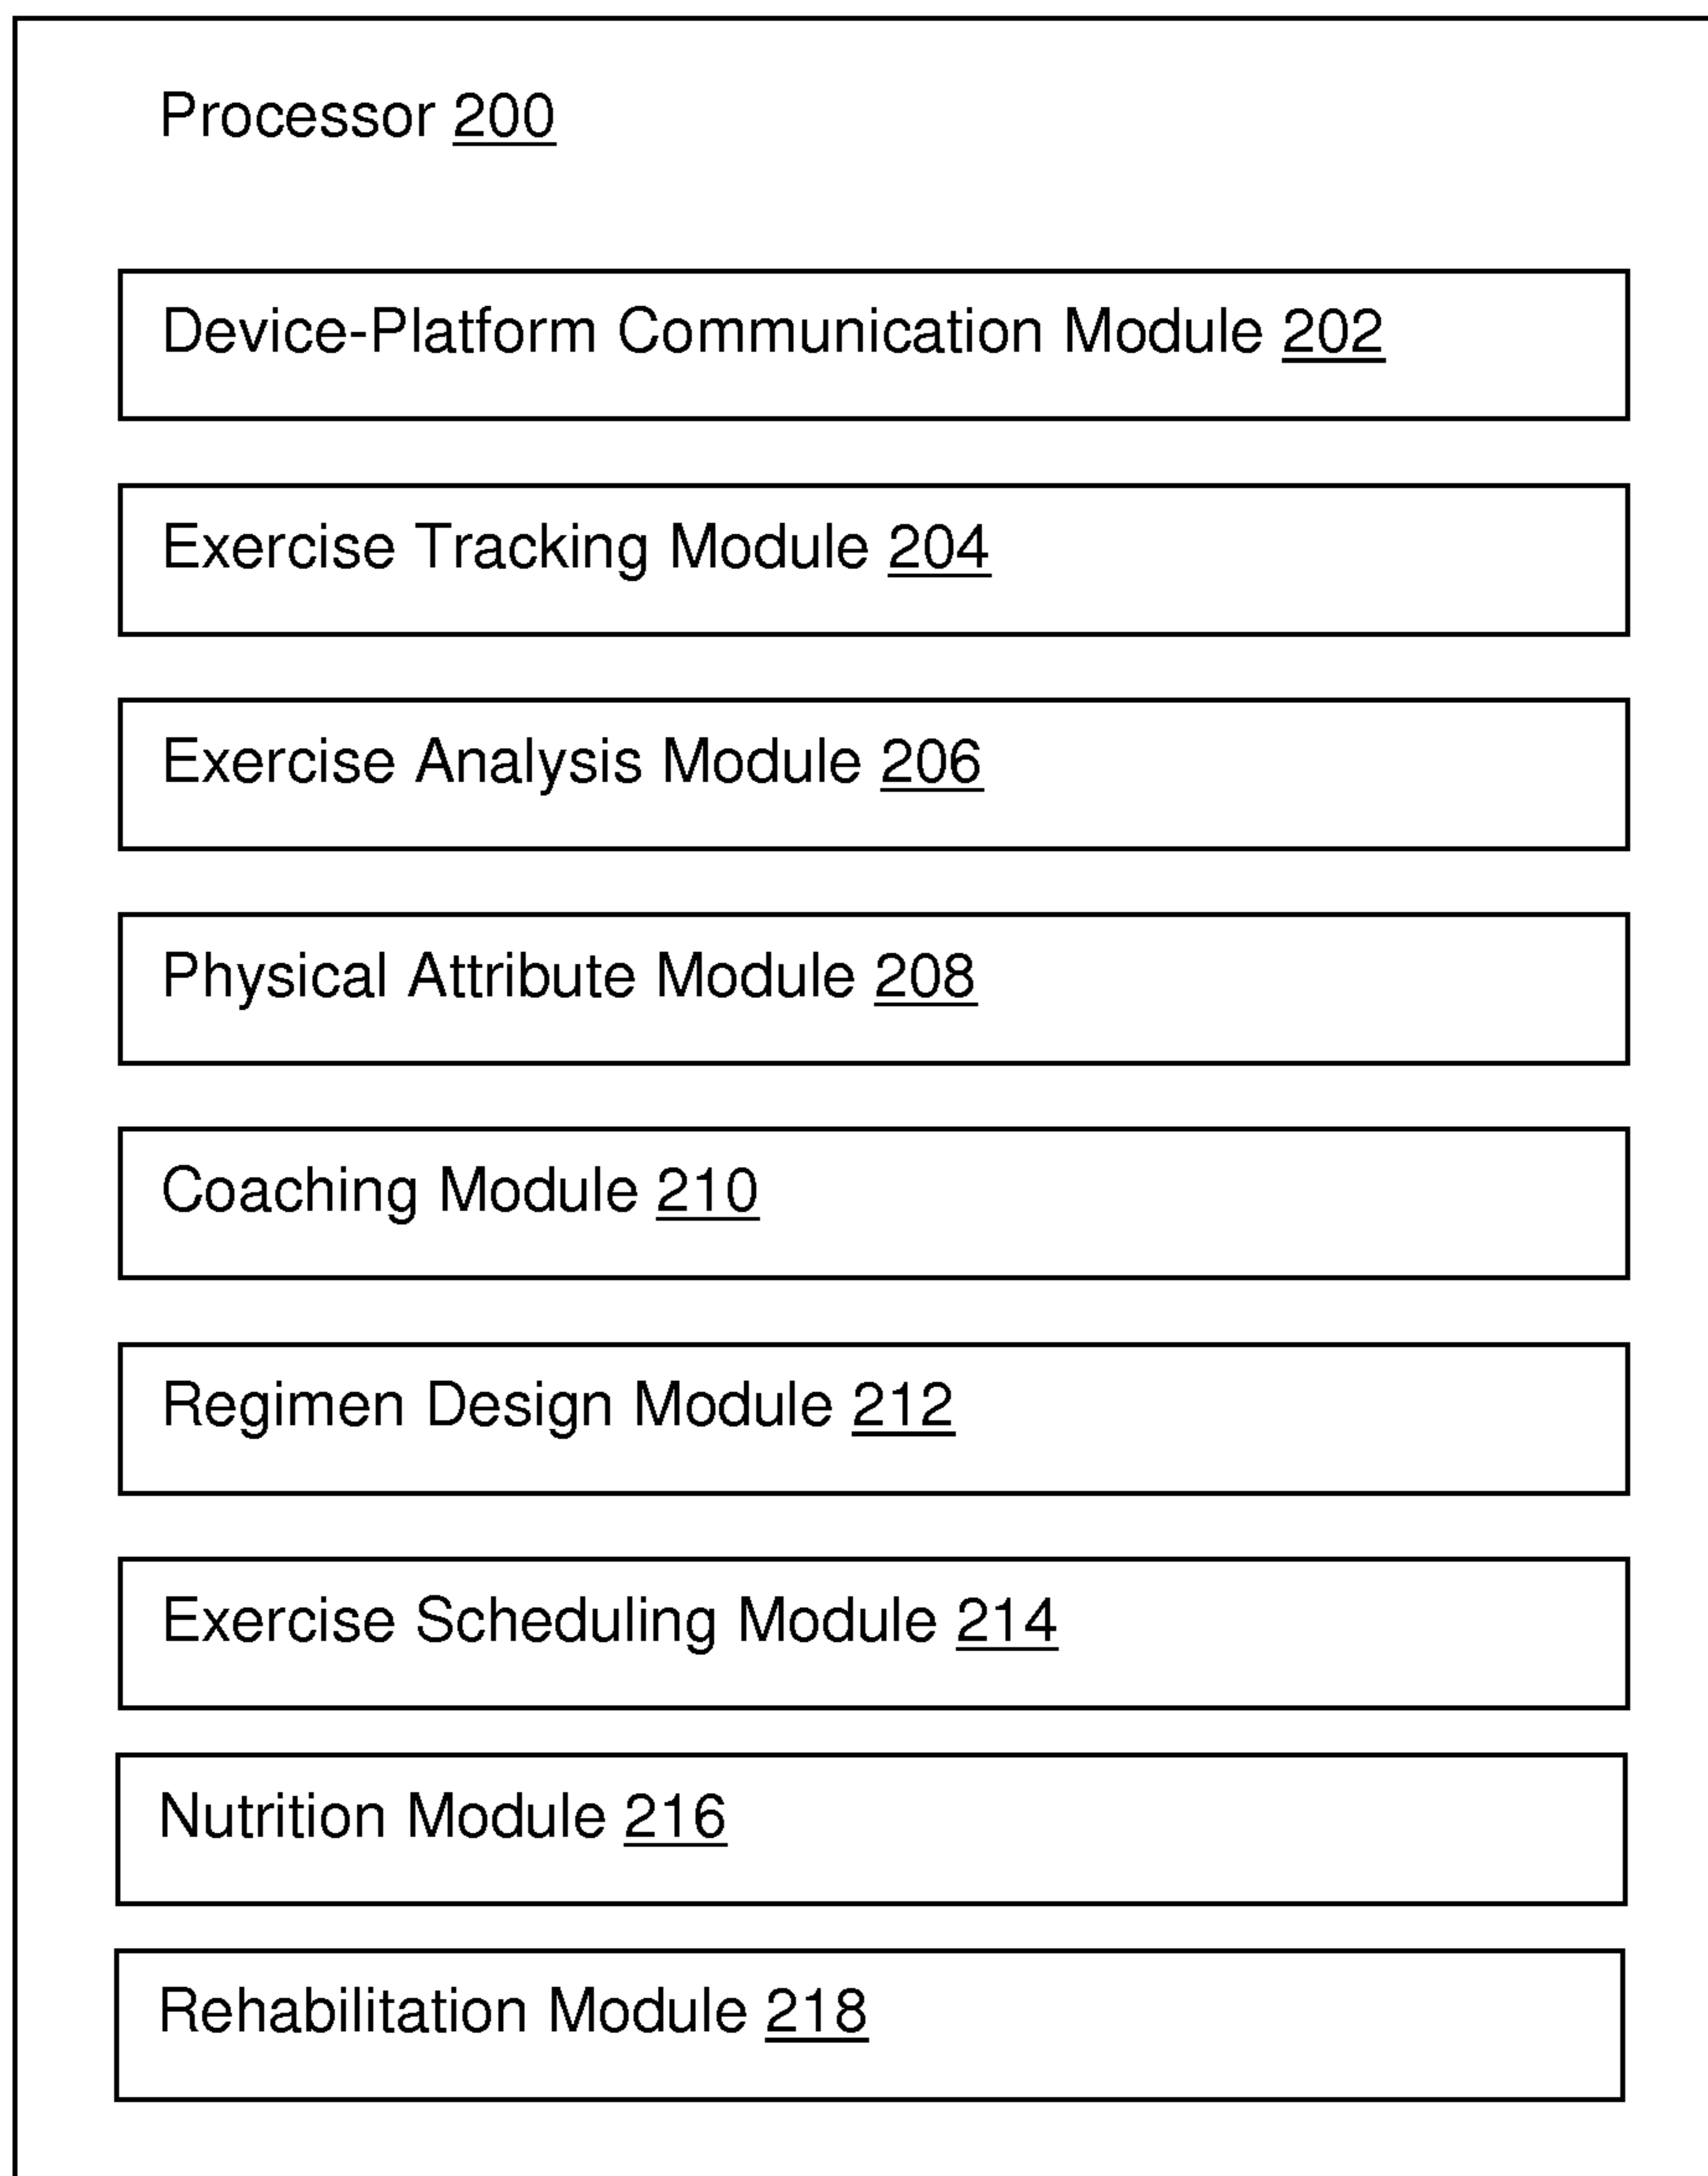 Processor 200
Device-Platform Communication Module 202
Exercise Tracking Module 204
Exercise Analysis Module 206
Physical Attribute Module 208
Coaching Module 210
Regimen Design Module 212
Exercise Scheduling Module 214
Nutrition Module 216
Rehabilitation Module 218